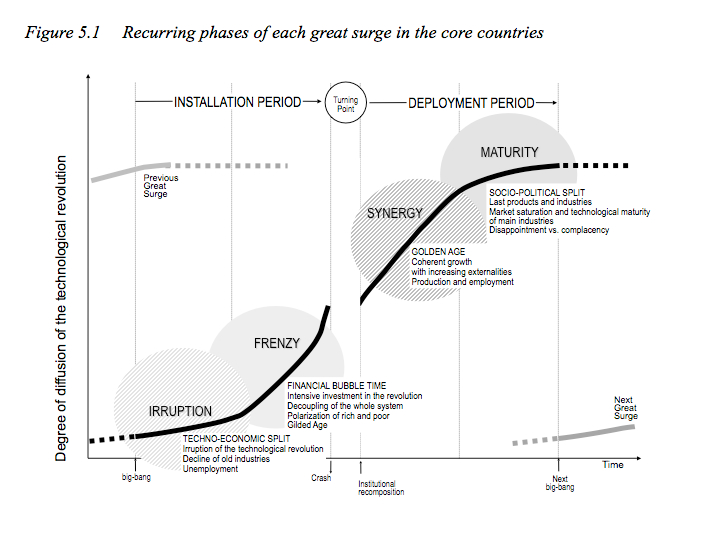 Figure 5.1 Recurring phases of each great surge in the core countries
INSTALLATION PERIOD
Turning
Point
DEPLOYMENT PERIOD
Degree of diffusion of the technological revolution
Previous
Great
Surge
MATURITY
SOCIO-POLITICAL SPLIT
Last products and industries
Market saturation and technological maturity
of main industries
Disappointment vs. complacency
SYNERGY
GOLDEN AGE
Coherent growth
with increasing externalities
Production and employment
FRENZY
FINANCIAL BUBBLE TIME
Intensive investment in the revolution
Decoupling of the whole system
Polarization of rich and poor
Gilded Age
IRRUPTION
TECHNO-ECONOMIC SPLIT
Irruption of the technological revolution
Decline of old industries
Unemployment
Next
Great
Surge
Time
big-bang
Crash
Institutional
recomposition
Next
big-bang